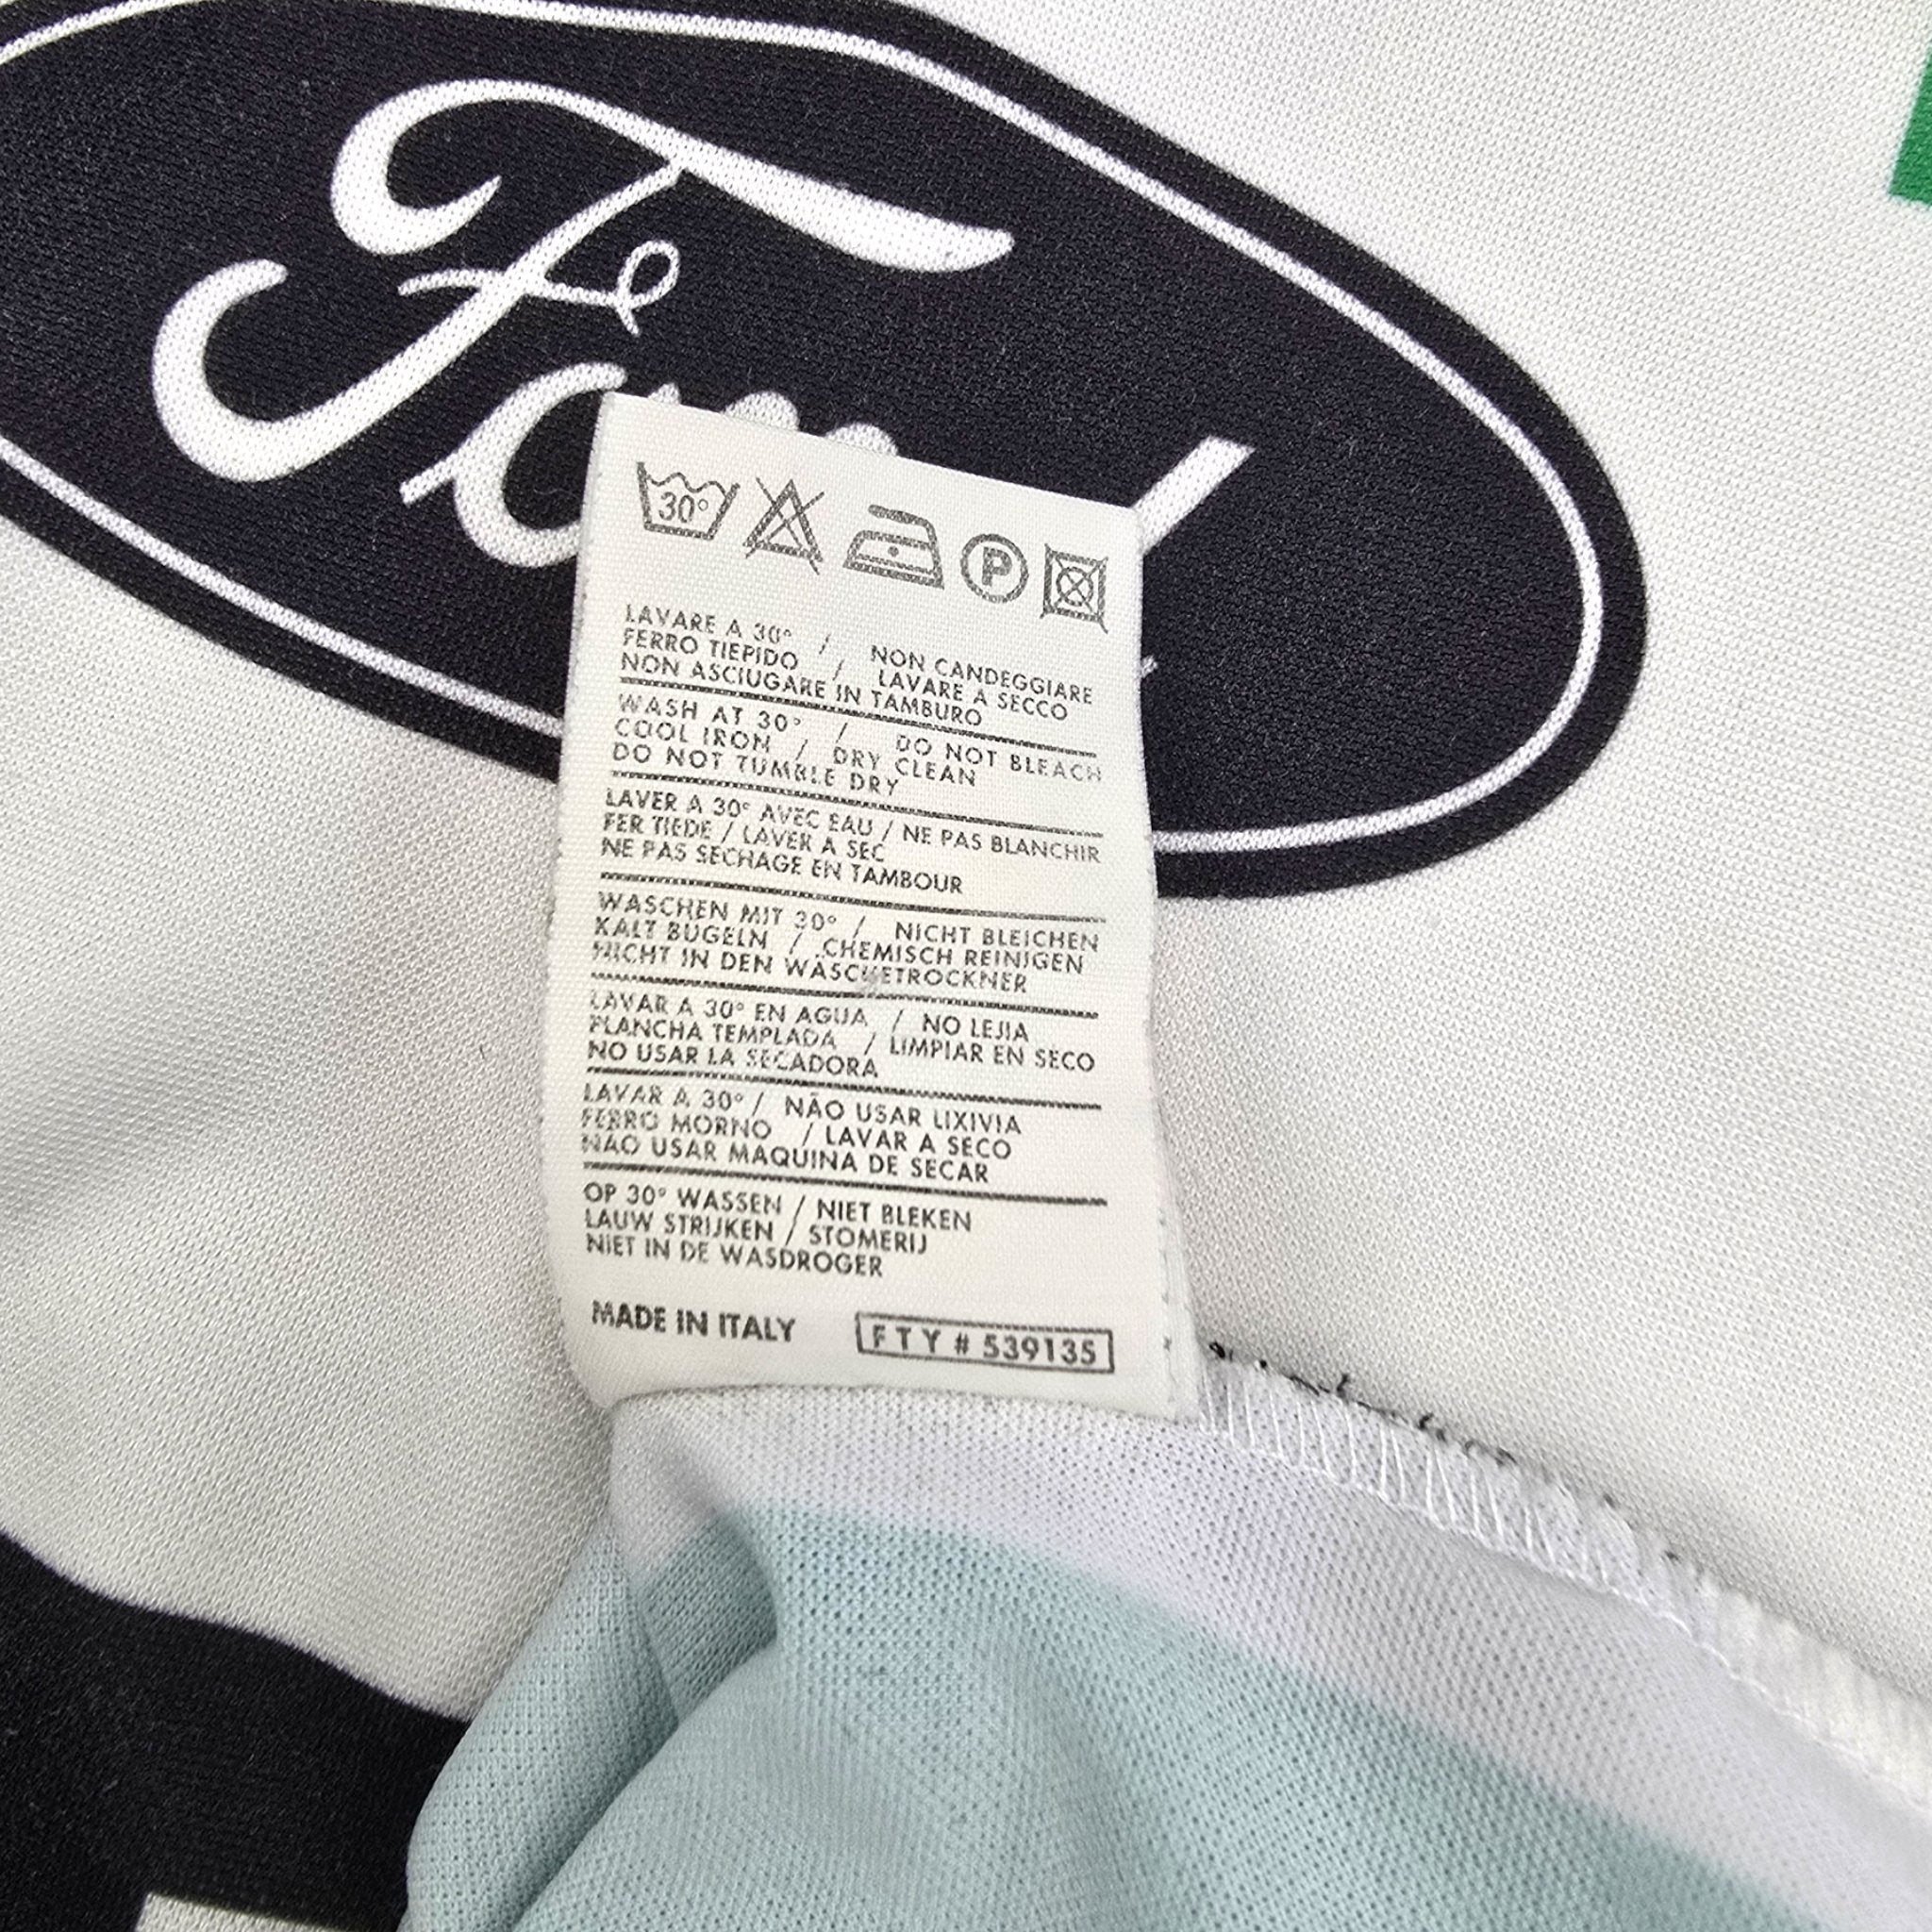 Ford
30°
P
LAVARE A 30° / NON CANDEGGIARE
FERRO TIEPIDO / LAVARE A SECCO
NON ASCIUGARE IN TAMBURO
WASH AT 30° / DO NOT BLEACH
COOL IRON / DRY CLEAN
DO NOT TUMBLE DRY
LAVER A 30° AVEC EAU / NE PAS BLANCHIR
FER TIEDE / LAVER A SEC
NE PAS SECHAGE EN TAMBOUR
WASCHEN MIT 30° / NICHT BLEICHEN
KALT BUGELN / CHEMISCH REINIGEN
NICHT IN DEN WÄSCHETROCKNER
LAVAR A 30° EN AGUA / NO LEJIA
PLANCHA TEMPLADA / LIMPIAR EN SECO
NO USAR LA SECADORA
LAVAR A 30° / NÃO USAR LIXIVIA
FERRO MORNO / LAVAR A SECO
NÃO USAR MAQUINA DE SECAR
OP 30° WASSEN / NIET BLEKEN
LAUW STRIJKEN / STOMERIJ
NIET IN DE WASDROGER
MADE IN ITALY FTY # 539135